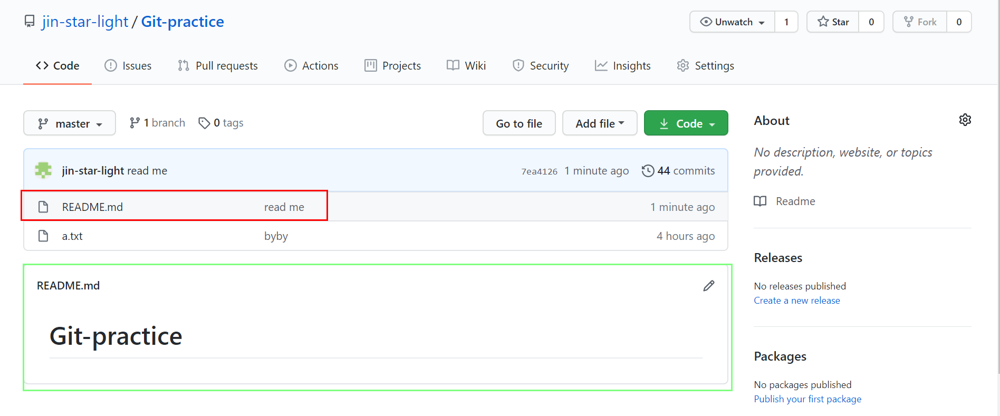 jin-star-light / Git-practice
Unwatch 1 Star 0 Fork 0
Code Issues Pull requests Actions Projects Wiki Security Insights Settings
master 1 branch 0 tags Go to file Add file Code
jin-star-light read me 7ea4126 1 minute ago 44 commits
README.md read me 1 minute ago
a.txt byby 4 hours ago
README.md
Git-practice
About
No description, website, or topics
provided.
Readme
Releases
No releases published
Create a new release
Packages
No packages published
Publish your first package